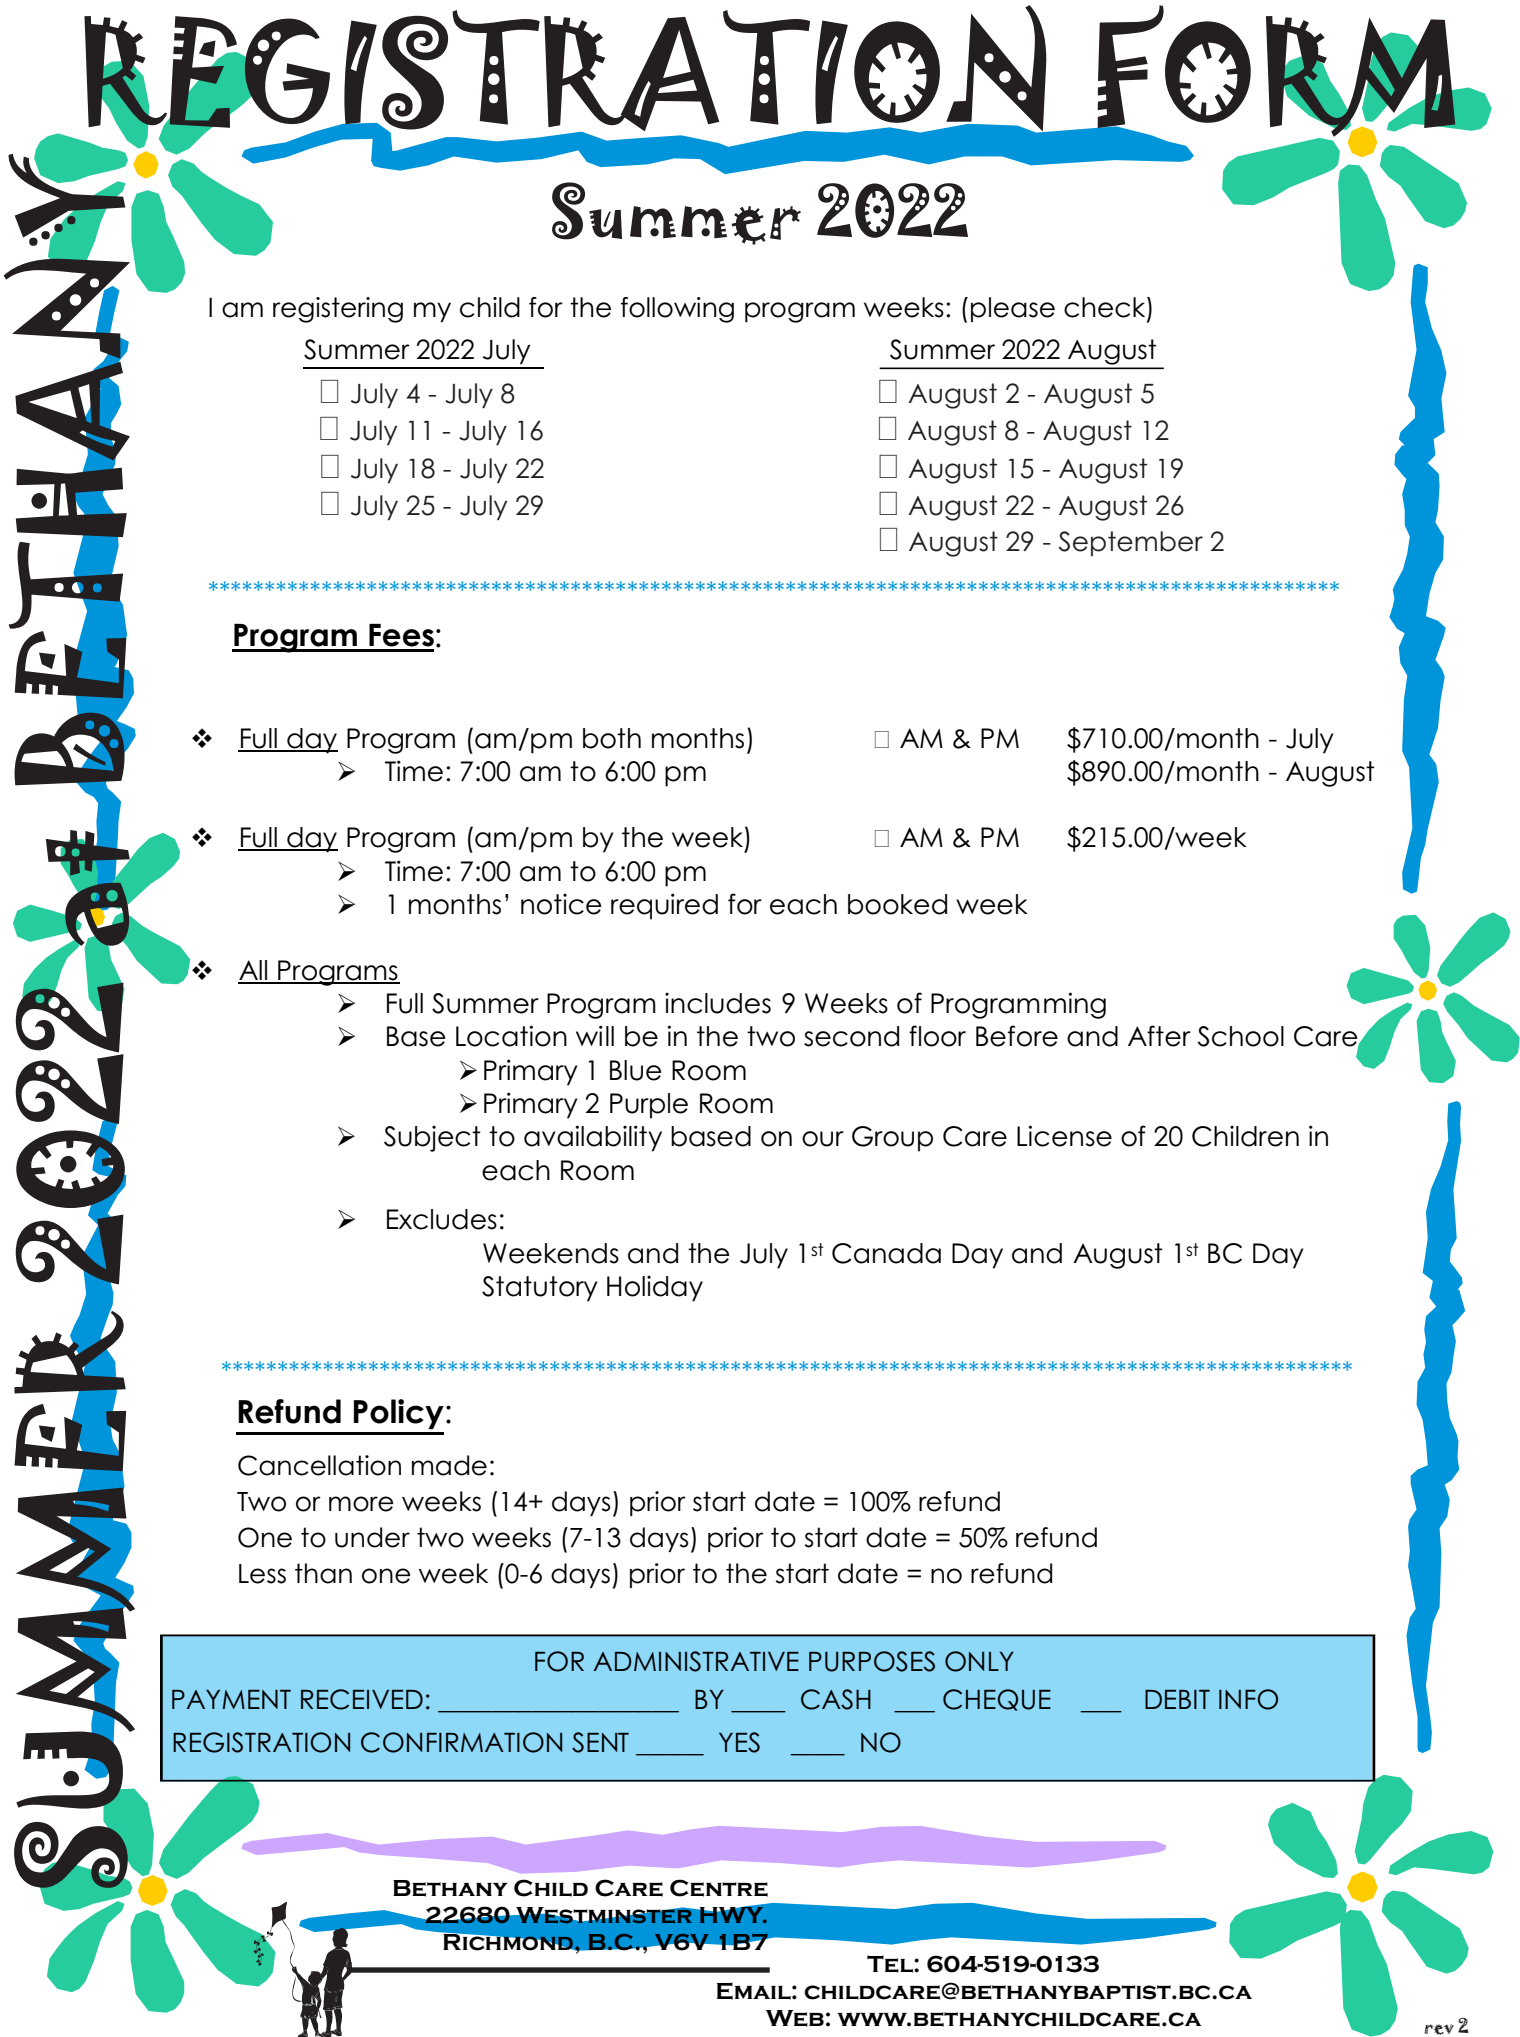 REGISTRATION FORM
SUMMER 2022 at BETHANY
Summer 2022
I am registering my child for the following program weeks: (please check)
Summer 2022 July
☐ July 4 - July 8
☐ July 11 - July 16
☐ July 18 - July 22
☐ July 25 - July 29
Summer 2022 August
☐ August 2 - August 5
☐ August 8 - August 12
☐ August 15 - August 19
☐ August 22 - August 26
☐ August 29 - September 2
****************************************************************************************************
Program Fees:
❖ Full day Program (am/pm both months) ☐ AM & PM $710.00/month - July
➢ Time: 7:00 am to 6:00 pm $890.00/month - August
❖ Full day Program (am/pm by the week) ☐ AM & PM $215.00/week
➢ Time: 7:00 am to 6:00 pm
➢ 1 months’ notice required for each booked week
❖ All Programs
➢ Full Summer Program includes 9 Weeks of Programming
➢ Base Location will be in the two second floor Before and After School Care
➢ Primary 1 Blue Room
➢ Primary 2 Purple Room
➢ Subject to availability based on our Group Care License of 20 Children in
each Room
➢ Excludes:
Weekends and the July 1st Canada Day and August 1st BC Day
Statutory Holiday
****************************************************************************************************
Refund Policy:
Cancellation made:
Two or more weeks (14+ days) prior start date = 100% refund
One to under two weeks (7-13 days) prior to start date = 50% refund
Less than one week (0-6 days) prior to the start date = no refund
FOR ADMINISTRATIVE PURPOSES ONLY
PAYMENT RECEIVED: __________________ BY ____ CASH ___ CHEQUE ___ DEBIT INFO
REGISTRATION CONFIRMATION SENT _______ YES ____ NO
BETHANY CHILD CARE CENTRE
22680 WESTMINSTER HWY.
RICHMOND, B.C., V6V 1B7
TEL: 604-519-0133
EMAIL: CHILDCARE@BETHANYBAPTIST.BC.CA
WEB: WWW.BETHANYCHILDCARE.CA
rev 2